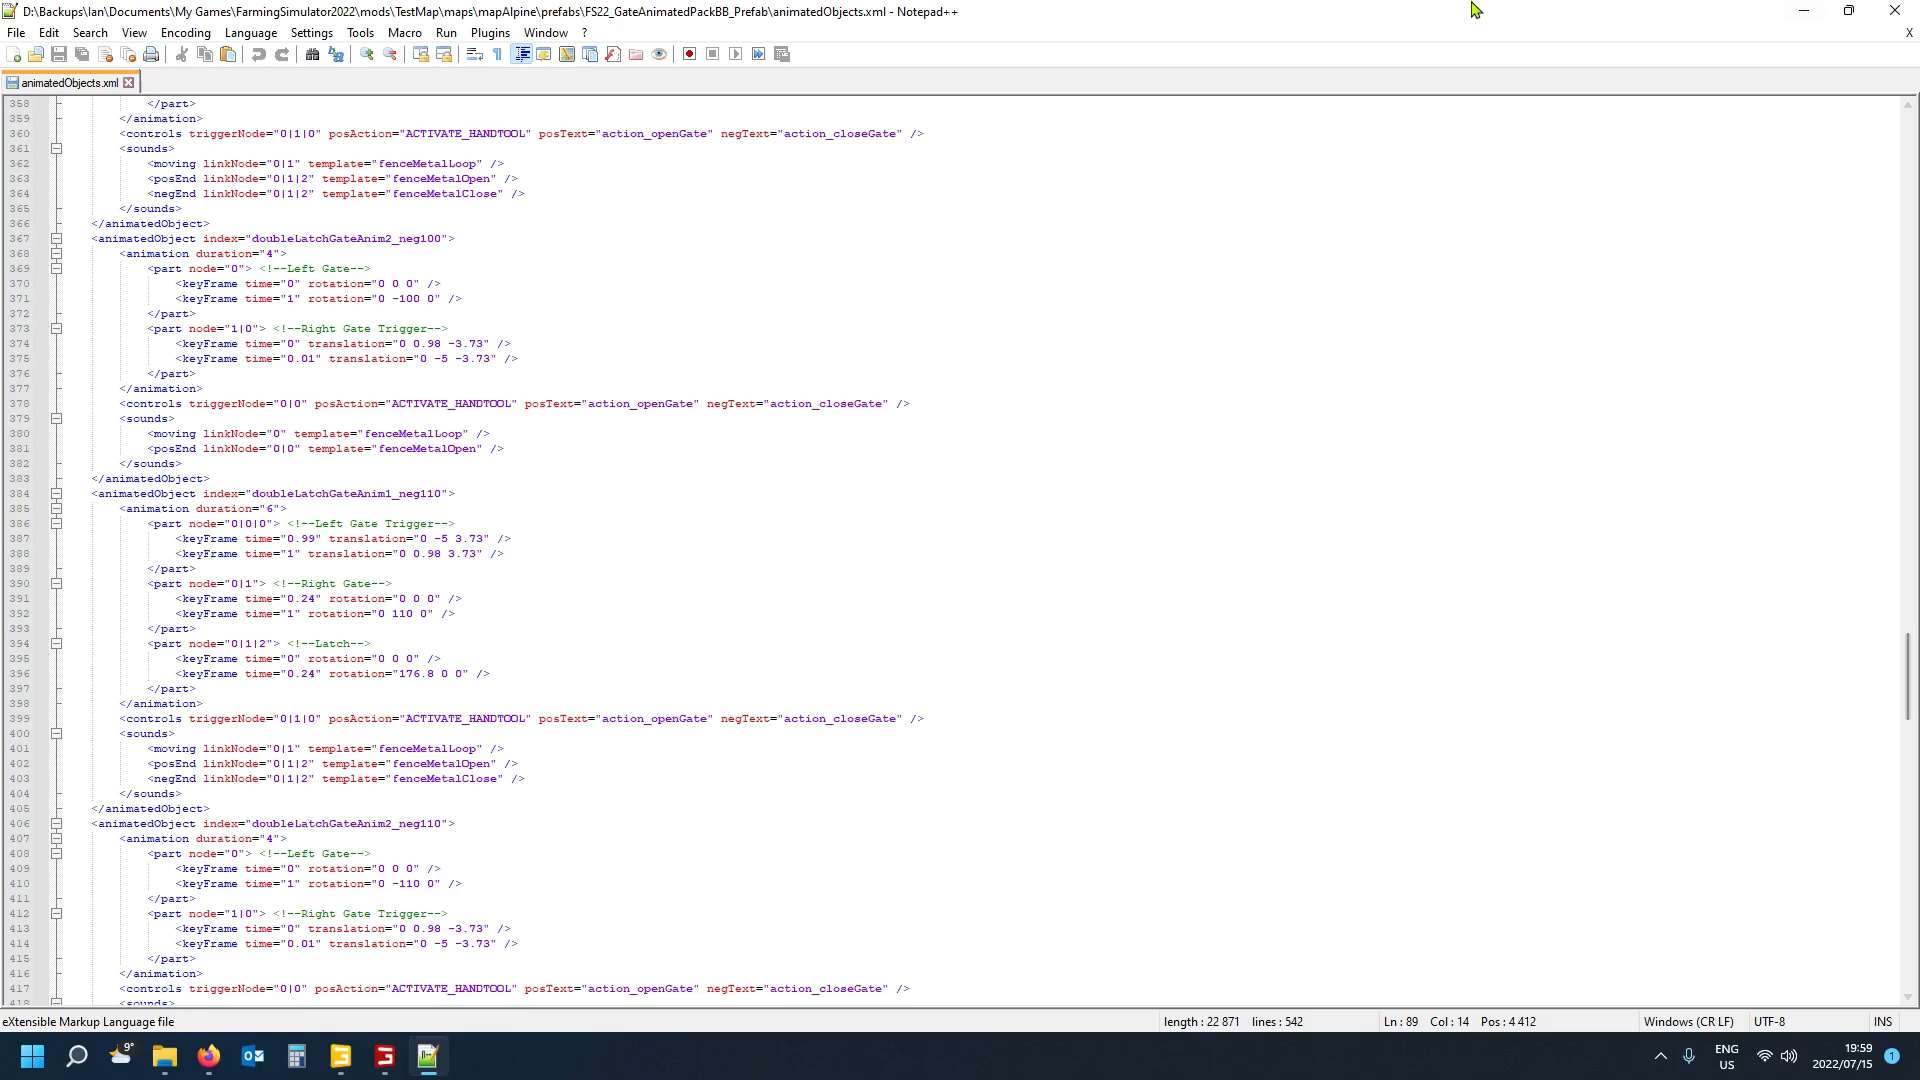 D:\Backups\Ian\Documents\My Games\FarmingSimulator2022\mods\TestMap\maps\mapAlpine\prefabs\FS22_GateAnimatedPackBB_Prefab\animatedObjects.xml - Notepad++
File Edit Search View Encoding Language Settings Tools Macro Run Plugins Window ? X
animatedObjects.xml
358 </part>
359 </animation>
360 <controls triggerNode="0|1|0" posAction="ACTIVATE_HANDTOOL" posText="action_openGate" negText="action_closeGate" />
361 <sounds>
362 <moving linkNode="0|1" template="fenceMetalLoop" />
363 <posEnd linkNode="0|1|2" template="fenceMetalOpen" />
364 <negEnd linkNode="0|1|2" template="fenceMetalClose" />
365 </sounds>
366 </animatedObject>
367 <animatedObject index="doubleLatchGateAnim2_neg100">
368 <animation duration="4">
369 <part node="0"> <!--Left Gate-->
370 <keyFrame time="0" rotation="0 0 0" />
371 <keyFrame time="1" rotation="0 -100 0" />
372 </part>
373 <part node="1|0"> <!--Right Gate Trigger-->
374 <keyFrame time="0" translation="0 0.98 -3.73" />
375 <keyFrame time="0.01" translation="0 -5 -3.73" />
376 </part>
377 </animation>
378 <controls triggerNode="0|0" posAction="ACTIVATE_HANDTOOL" posText="action_openGate" negText="action_closeGate" />
379 <sounds>
380 <moving linkNode="0" template="fenceMetalLoop" />
381 <posEnd linkNode="0|0" template="fenceMetalOpen" />
382 </sounds>
383 </animatedObject>
384 <animatedObject index="doubleLatchGateAnim1_neg110">
385 <animation duration="6">
386 <part node="0|0|0"> <!--Left Gate Trigger-->
387 <keyFrame time="0.99" translation="0 -5 3.73" />
388 <keyFrame time="1" translation="0 0.98 3.73" />
389 </part>
390 <part node="0|1"> <!--Right Gate-->
391 <keyFrame time="0.24" rotation="0 0 0" />
392 <keyFrame time="1" rotation="0 110 0" />
393 </part>
394 <part node="0|1|2"> <!--Latch-->
395 <keyFrame time="0" rotation="0 0 0" />
396 <keyFrame time="0.24" rotation="176.8 0 0" />
397 </part>
398 </animation>
399 <controls triggerNode="0|1|0" posAction="ACTIVATE_HANDTOOL" posText="action_openGate" negText="action_closeGate" />
400 <sounds>
401 <moving linkNode="0|1" template="fenceMetalLoop" />
402 <posEnd linkNode="0|1|2" template="fenceMetalOpen" />
403 <negEnd linkNode="0|1|2" template="fenceMetalClose" />
404 </sounds>
405 </animatedObject>
406 <animatedObject index="doubleLatchGateAnim2_neg110">
407 <animation duration="4">
408 <part node="0"> <!--Left Gate-->
409 <keyFrame time="0" rotation="0 0 0" />
410 <keyFrame time="1" rotation="0 -110 0" />
411 </part>
412 <part node="1|0"> <!--Right Gate Trigger-->
413 <keyFrame time="0" translation="0 0.98 -3.73" />
414 <keyFrame time="0.01" translation="0 -5 -3.73" />
415 </part>
416 </animation>
417 <controls triggerNode="0|0" posAction="ACTIVATE_HANDTOOL" posText="action_openGate" negText="action_closeGate" />
418 <sounds>
eXtensible Markup Language file length : 22 871 lines : 542 Ln : 89 Col : 14 Pos : 4 412 Windows (CR LF) UTF-8 INS
9° ENG 19:59
US 2022/07/15 1